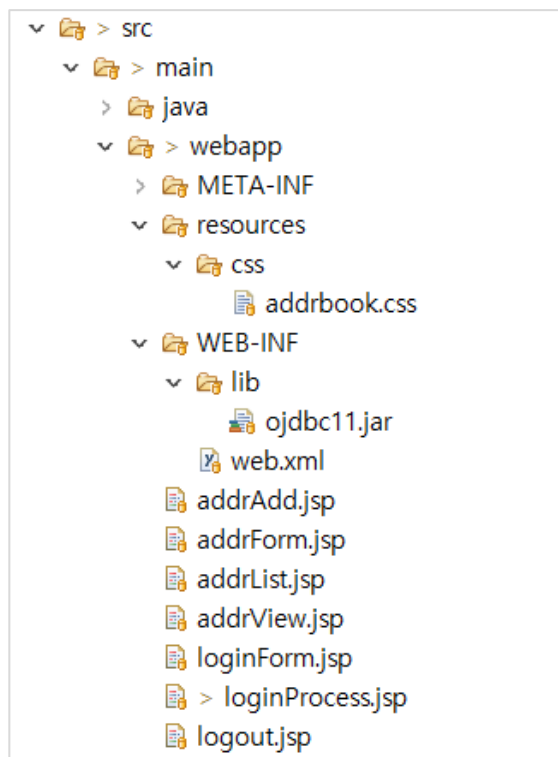 > src
> main
java
> webapp
META-INF
resources
css
addrbook.css
WEB-INF
lib
ojdbc11.jar
web.xml
addrAdd.jsp
addrForm.jsp
addrList.jsp
addrView.jsp
loginForm.jsp
> loginProcess.jsp
logout.jsp